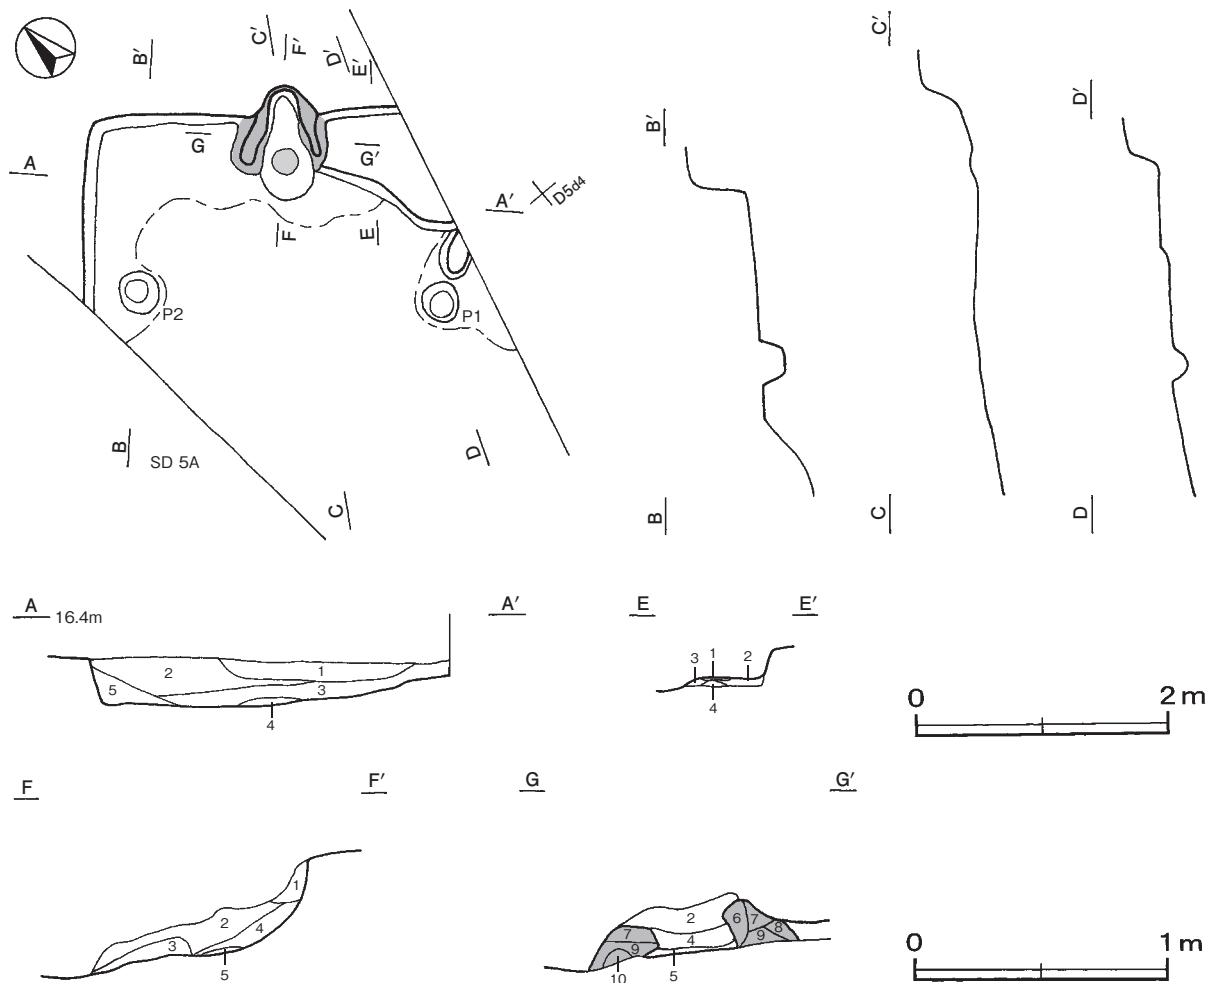 C′ F′ D′ E′
B′
C′
D′
B′
G G′
A
A′ D5d4
F E
P2 P1
B SD 5A D
C
B C D
A 16.4m A′ E E′
1 2 3 4 5
3 1 2 4
0 2m
F F′ G G′
1 2 3 4 5
2 4 5 6 7 8 9 7 9 10
0 1m